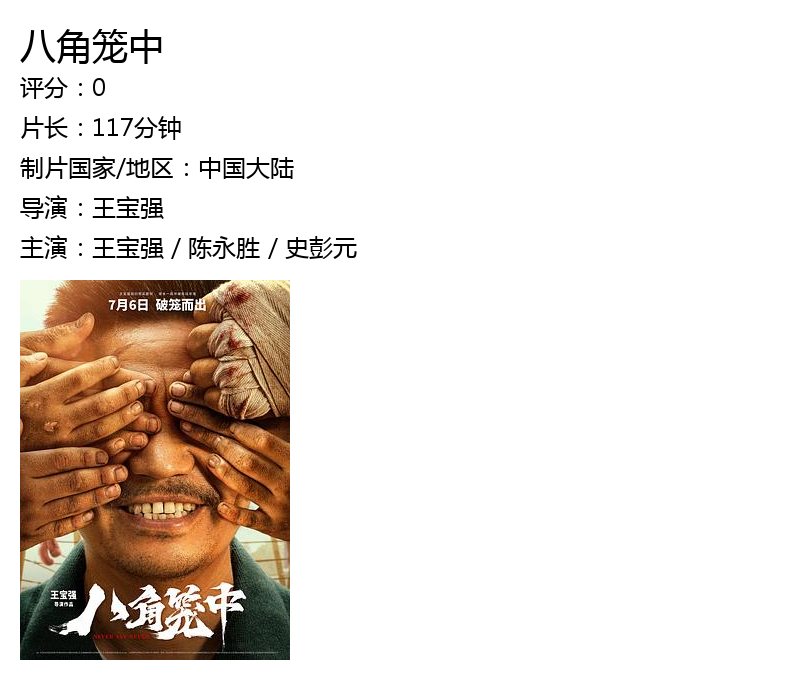 八角笼中
评分：0
片长：117分钟
制片国家/地区：中国大陆
导演：王宝强
主演：王宝强 / 陈永胜 / 史彭元
7月6日 破笼而出
王宝强
导演作品
八角笼中
NEVER SAY NEVER